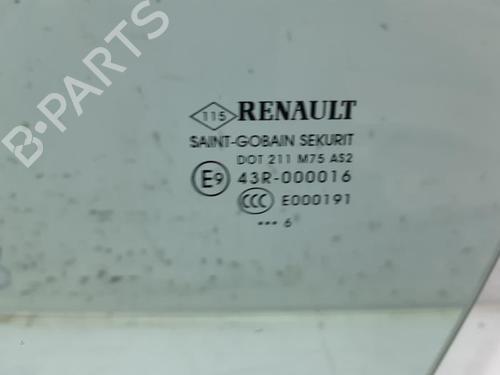 B-PARTS
115 RENAULT
SAINT-GOBAIN SEKURIT
DOT 211 M75 AS2
E9 43R-000016
CCC E000191
••• 6